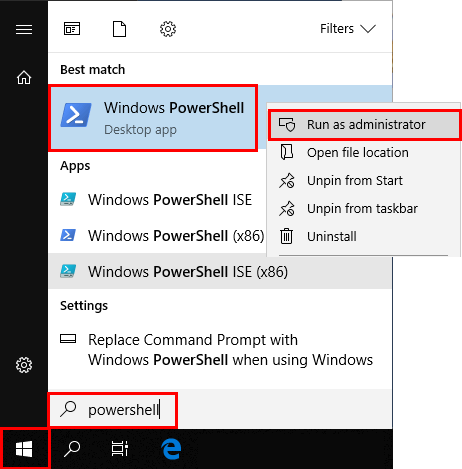 Filters
Best match
Windows PowerShell
Desktop app
Run as administrator
Open file location
Unpin from Start
Unpin from taskbar
Uninstall
Apps
Windows PowerShell ISE
Windows PowerShell (x86)
Windows PowerShell ISE (x86)
Settings
Replace Command Prompt with
Windows PowerShell when using Windows
powershell